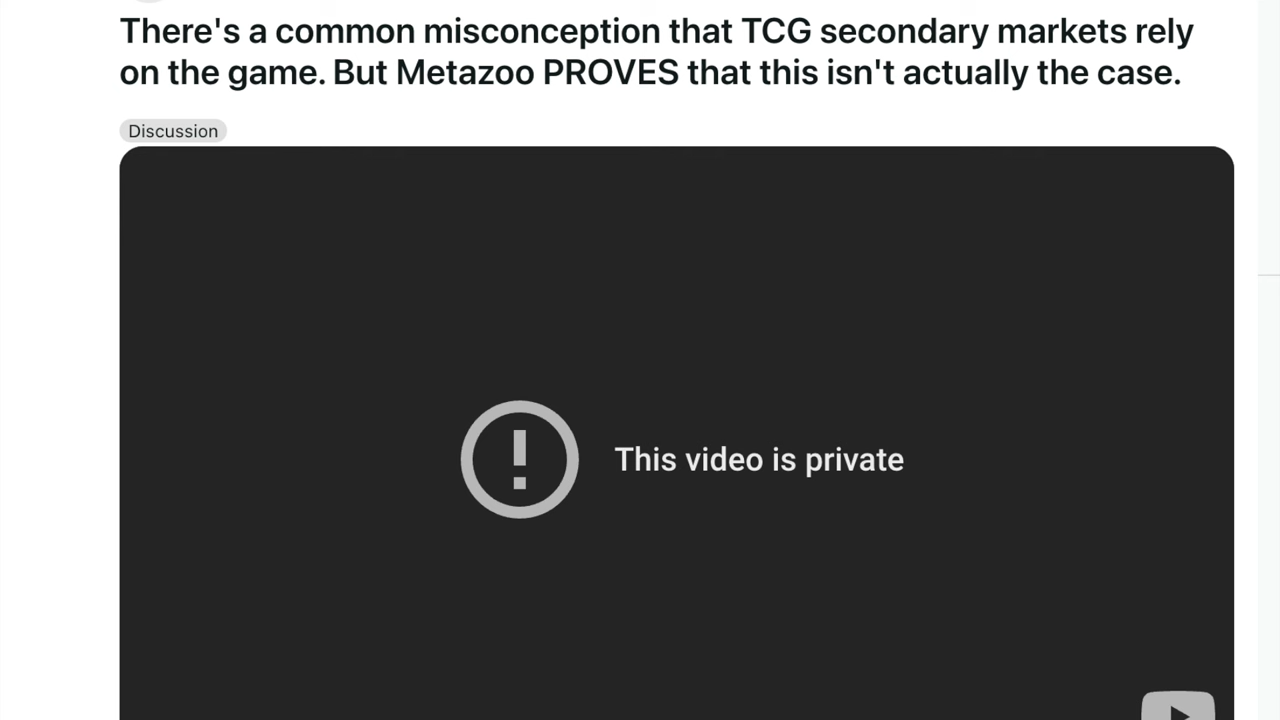 There's a common misconception that TCG secondary markets rely
on the game. But Metazoo PROVES that this isn't actually the case.
Discussion
This video is private